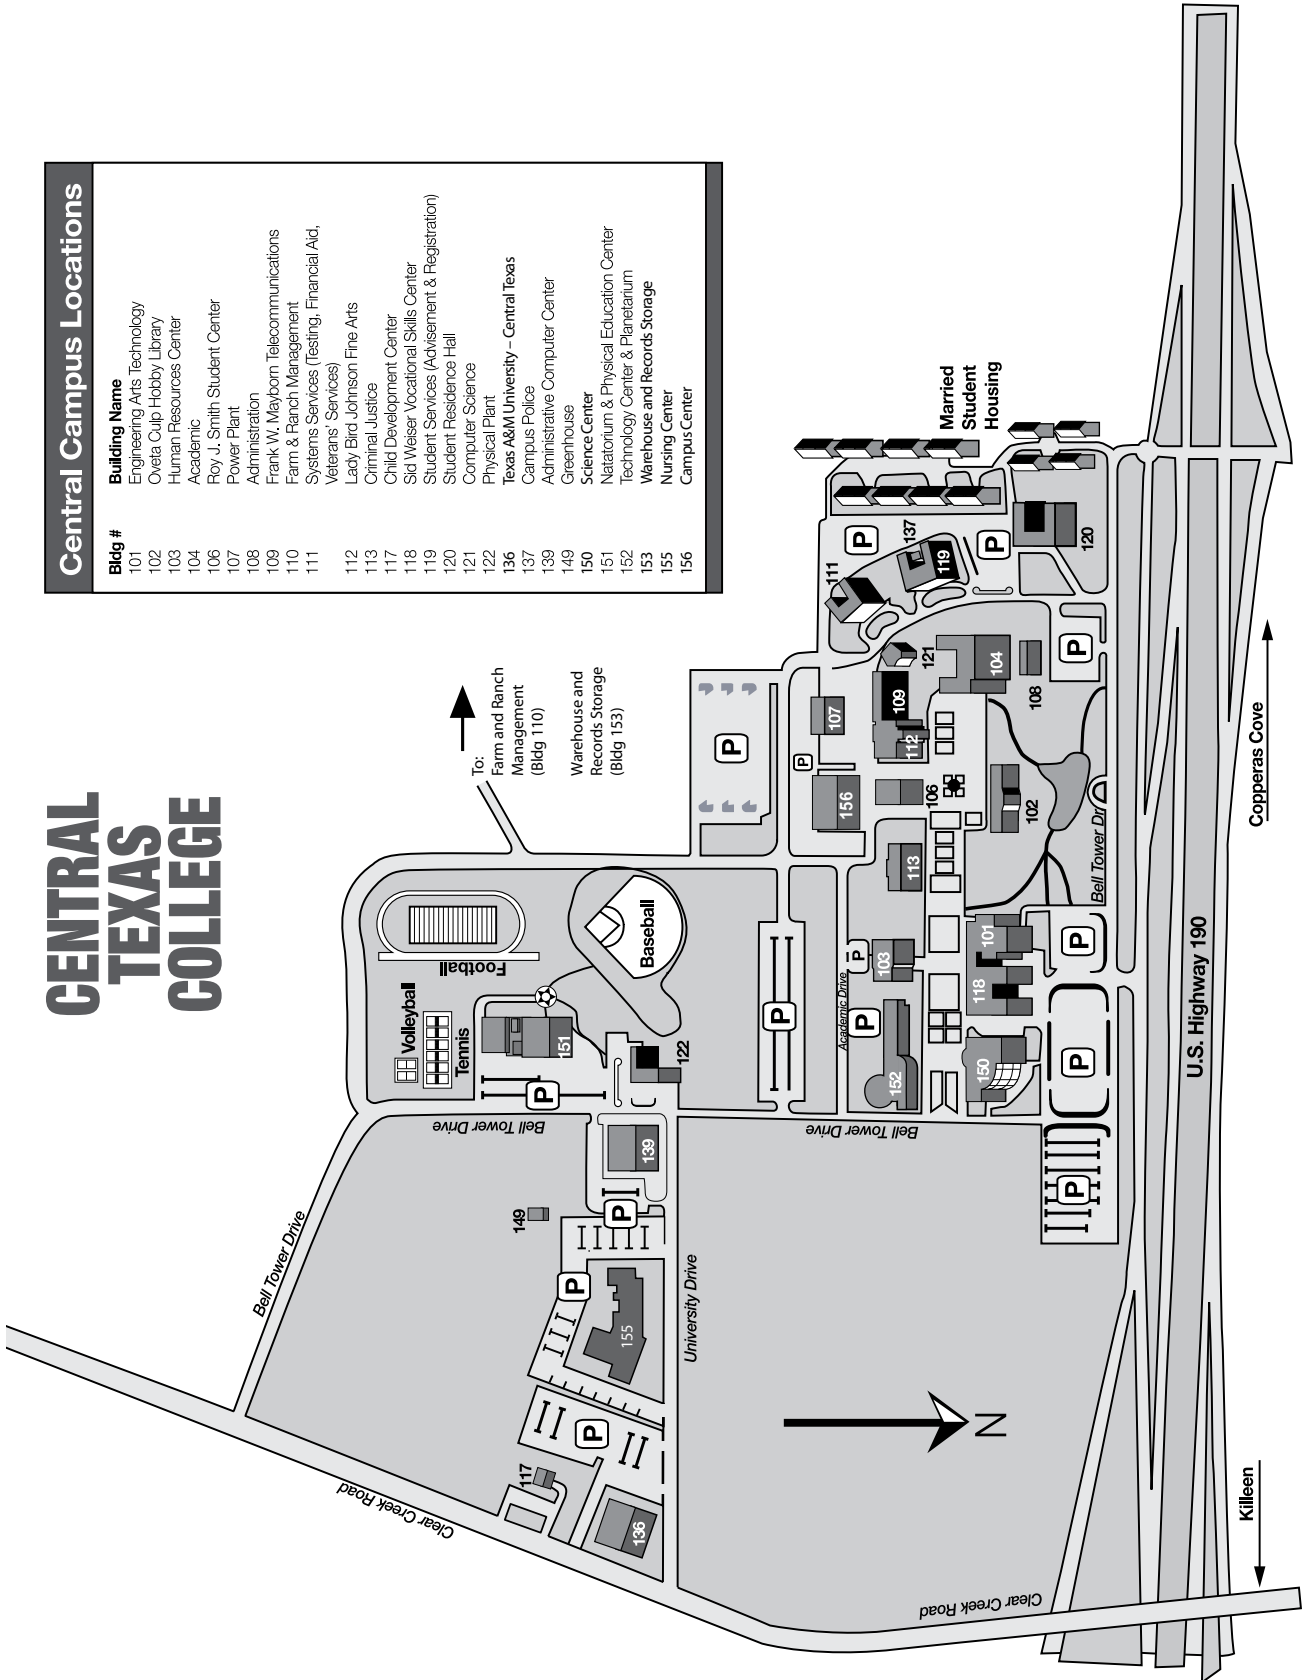 CENTRAL
TEXAS
COLLEGE
Central Campus Locations
Bldg # Building Name
101 Engineering Arts Technology
102 Oveta Culp Hobby Library
103 Human Resources Center
104 Academic
106 Roy J. Smith Student Center
107 Power Plant
108 Administration
109 Frank W. Mayborn Telecommunications
110 Farm & Ranch Management
111 Systems Services (Testing, Financial Aid,
Veterans' Services)
112 Lady Bird Johnson Fine Arts
113 Criminal Justice
117 Child Development Center
118 Sid Weiser Vocational Skills Center
119 Student Services (Advisement & Registration)
120 Student Residence Hall
121 Computer Science
122 Physical Plant
136 Texas A&M University – Central Texas
137 Campus Police
139 Administrative Computer Center
149 Greenhouse
150 Science Center
151 Natatorium & Physical Education Center
152 Technology Center & Planetarium
153 Warehouse and Records Storage
155 Nursing Center
156 Campus Center
To:
Farm and Ranch
Management
(Bldg 110)
Warehouse and
Records Storage
(Bldg 153)
Bell Tower Drive
Clear Creek Road
Volleyball
Tennis
Football
Baseball
151
P
122
Bell Tower Drive
139
149
P
P
155
P
117
136
University Drive
P
P
107
P
156
106
109
112
121
104
108
P
111
137
119
P
P
120
Married
Student
Housing
102
113
103
P
Academic Drive
P
152
Bell Tower Drive
101
118
150
P
P
P
P
Bell Tower Dr
N
Clear Creek Road
U.S. Highway 190
Killeen
Copperas Cove